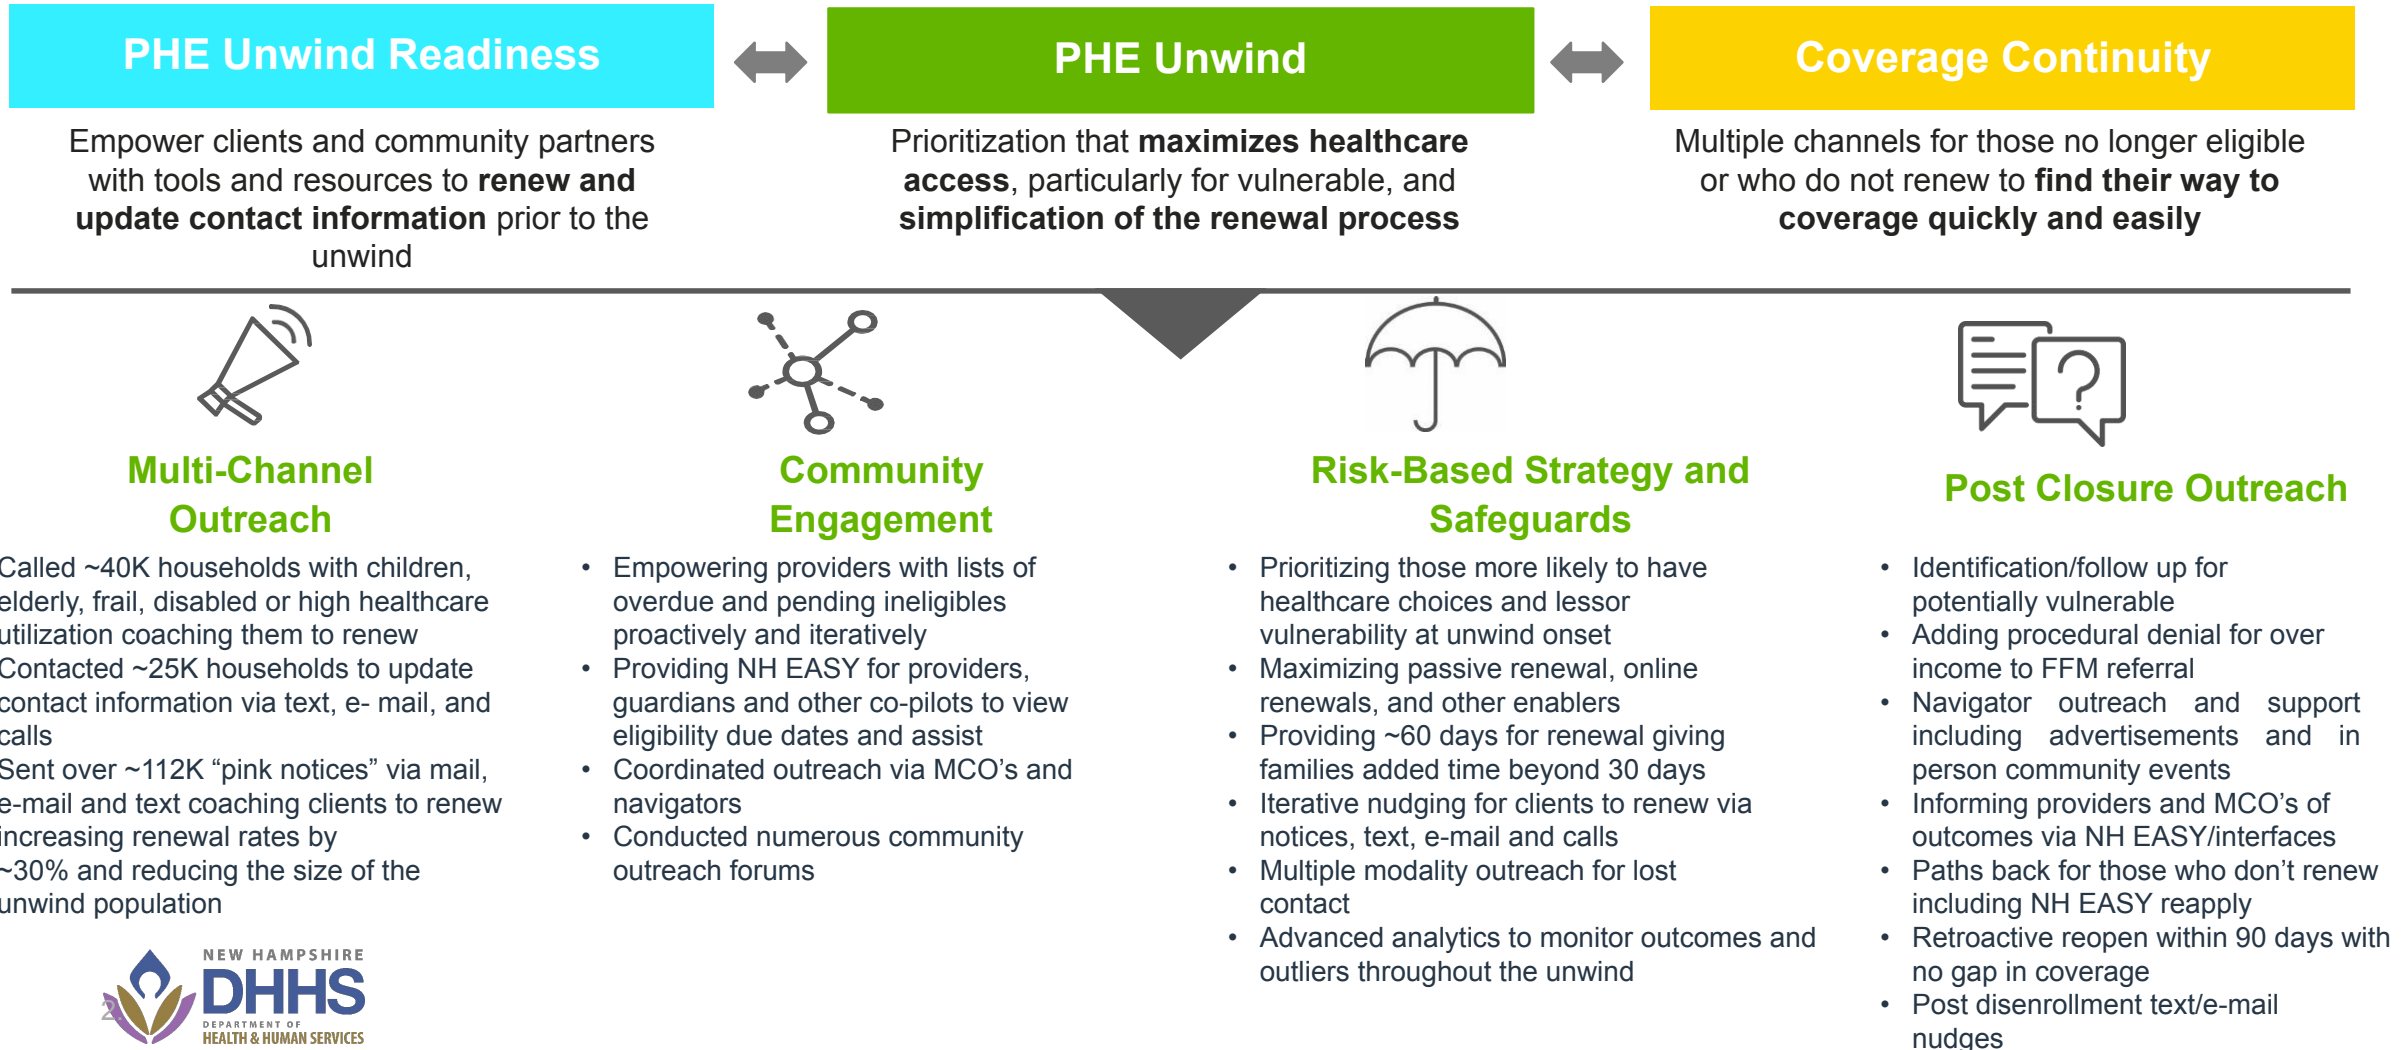 PHE Unwind Readiness
PHE Unwind
Coverage Continuity
Empower clients and community partners
with tools and resources to renew and
update contact information prior to the
unwind
Prioritization that maximizes healthcare
access, particularly for vulnerable, and
simplification of the renewal process
Multiple channels for those no longer eligible
or who do not renew to find their way to
coverage quickly and easily
Multi-Channel
Outreach
Called ~40K households with children,
elderly, frail, disabled or high healthcare
utilization coaching them to renew
Contacted ~25K households to update
contact information via text, e- mail, and
calls
Sent over ~112K “pink notices” via mail,
e-mail and text coaching clients to renew
increasing renewal rates by
~30% and reducing the size of the
unwind population
Community
Engagement
• Empowering providers with lists of
overdue and pending ineligibles
proactively and iteratively
• Providing NH EASY for providers,
guardians and other co-pilots to view
eligibility due dates and assist
• Coordinated outreach via MCO’s and
navigators
• Conducted numerous community
outreach forums
Risk-Based Strategy and
Safeguards
• Prioritizing those more likely to have
healthcare choices and lessor
vulnerability at unwind onset
• Maximizing passive renewal, online
renewals, and other enablers
• Providing ~60 days for renewal giving
families added time beyond 30 days
• Iterative nudging for clients to renew via
notices, text, e-mail and calls
• Multiple modality outreach for lost
contact
• Advanced analytics to monitor outcomes and
outliers throughout the unwind
Post Closure Outreach
• Identification/follow up for
potentially vulnerable
• Adding procedural denial for over
income to FFM referral
• Navigator outreach and support
including advertisements and in
person community events
• Informing providers and MCO’s of
outcomes via NH EASY/interfaces
• Paths back for those who don’t renew
including NH EASY reapply
• Retroactive reopen within 90 days with
no gap in coverage
• Post disenrollment text/e-mail
nudges
2.
NEW HAMPSHIRE
DHHS
DEPARTMENT OF
HEALTH & HUMAN SERVICES